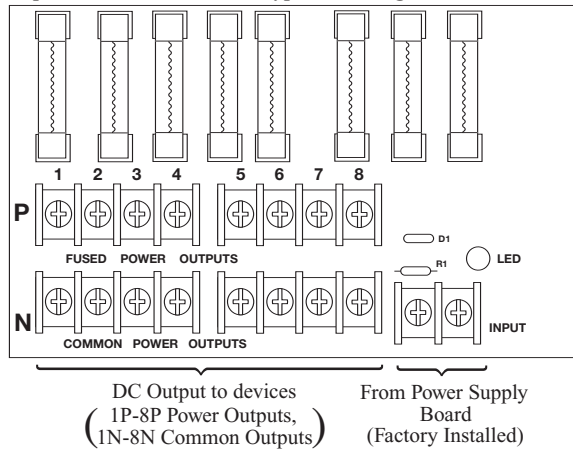 1 2 3 4 5 6 7 8
P
FUSED POWER OUTPUTS
D1
LED
R1
N
INPUT
COMMON POWER OUTPUTS
DC Output to devices
(1P-8P Power Outputs,
1N-8N Common Outputs)
From Power Supply
Board
(Factory Installed)